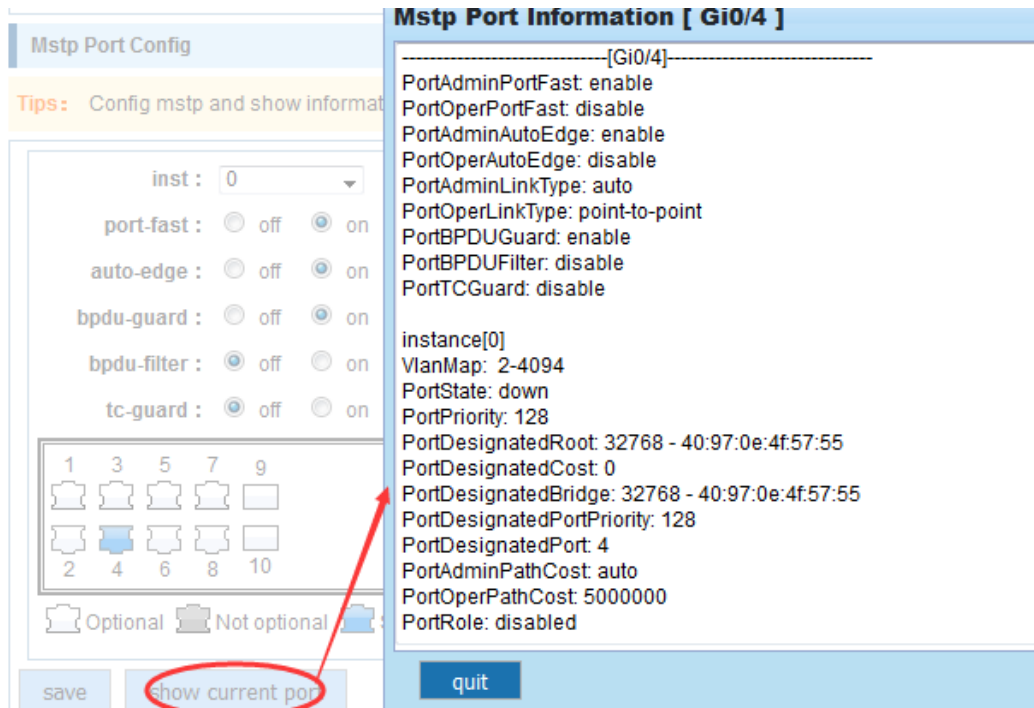 Mstp Port Config
Tips: Config mstp and show informat
inst : 0
port-fast : off on
auto-edge : off on
bpdu-guard : off on
bpdu-filter : off on
tc-guard : off on
1 3 5 7 9
2 4 6 8 10
Optional Not optional
save show current port
Mstp Port Information [ Gi0/4 ]
------------------------------[Gi0/4]------------------------------
PortAdminPortFast: enable
PortOperPortFast: disable
PortAdminAutoEdge: enable
PortOperAutoEdge: disable
PortAdminLinkType: auto
PortOperLinkType: point-to-point
PortBPDUGuard: enable
PortBPDUFilter: disable
PortTCGuard: disable
instance[0]
VlanMap: 2-4094
PortState: down
PortPriority: 128
PortDesignatedRoot: 32768 - 40:97:0e:4f:57:55
PortDesignatedCost: 0
PortDesignatedBridge: 32768 - 40:97:0e:4f:57:55
PortDesignatedPortPriority: 128
PortDesignatedPort: 4
PortAdminPathCost: auto
PortOperPathCost: 5000000
PortRole: disabled
quit